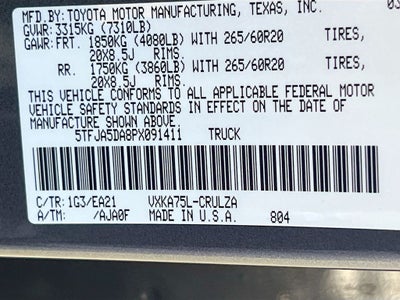 MFD.BY: TOYOTA MOTOR MANUFACTURING, TEXAS, INC. 03
GVWR: 3315KG (7310LB)
GAWR: FRT. 1850KG (4080LB) WITH 265/60R20 TIRES,
20X8.5J RIMS
RR. 1750KG (3860LB) WITH 265/60R20 TIRES,
20X8.5J RIMS
THIS VEHICLE CONFORMS TO ALL APPLICABLE FEDERAL MOTOR
VEHICLE SAFETY STANDARDS IN EFFECT ON THE DATE OF
MANUFACTURE SHOWN ABOVE.
5TFJA5DA8PX091411 TRUCK
C/TR: 1G3/EA21 VXKA75L-CRULZA
A/TM: /AJA0F MADE IN U.S.A. 804